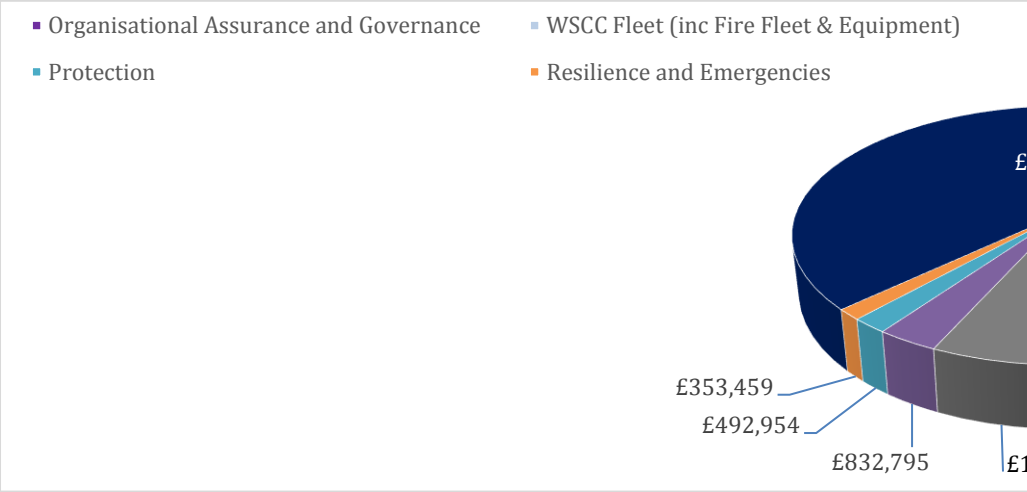 Organisational Assurance and Governance
WSCC Fleet (inc Fire Fleet & Equipment)
Protection
Resilience and Emergencies
£
£353,459
£492,954
£832,795
£1